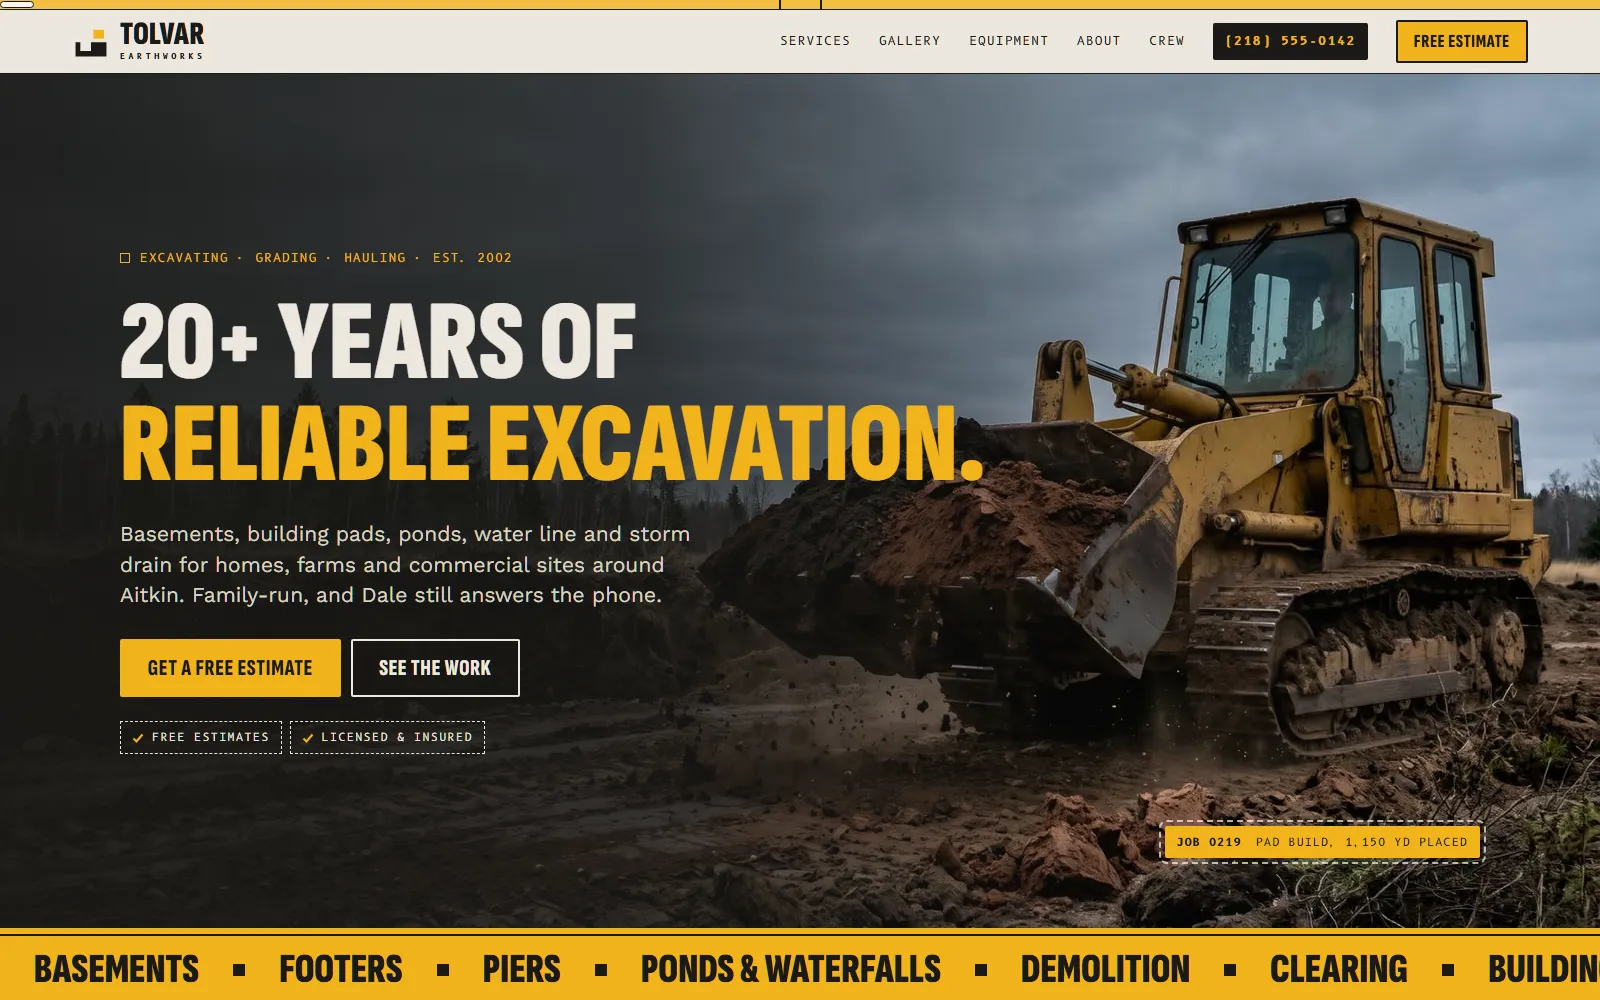 TOLVAR
EARTHWORKS
SERVICES GALLERY EQUIPMENT ABOUT CREW (218) 555-0142 FREE ESTIMATE
EXCAVATING · GRADING · HAULING · EST. 2002
20+ YEARS OF
RELIABLE EXCAVATION.
Basements, building pads, ponds, water line and storm
drain for homes, farms and commercial sites around
Aitkin. Family-run, and Dale still answers the phone.
GET A FREE ESTIMATE SEE THE WORK
✓ FREE ESTIMATES ✓ LICENSED & INSURED
JOB 0219 PAD BUILD, 1,150 YD PLACED
BASEMENTS ■ FOOTERS ■ PIERS ■ PONDS & WATERFALLS ■ DEMOLITION ■ CLEARING ■ BUILDIN